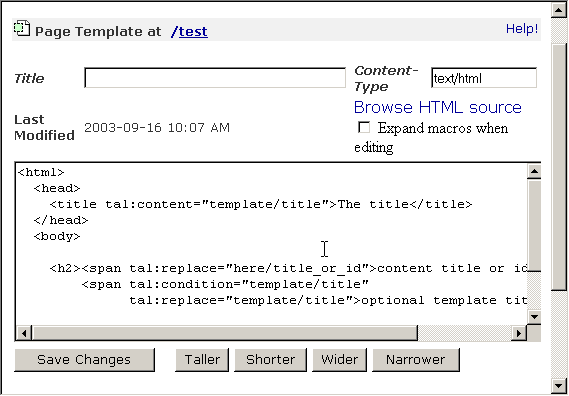 Page Template at /test Help!
Title Content-Type text/html
Browse HTML source
Last Modified 2003-09-16 10:07 AM
Expand macros when editing
<html>
<head>
<title tal:content="template/title">The title</title>
</head>
<body>
<h2><span tal:replace="here/title_or_id">content title or id
<span tal:condition="template/title"
tal:replace="template/title">optional template tit
Save Changes Taller Shorter Wider Narrower